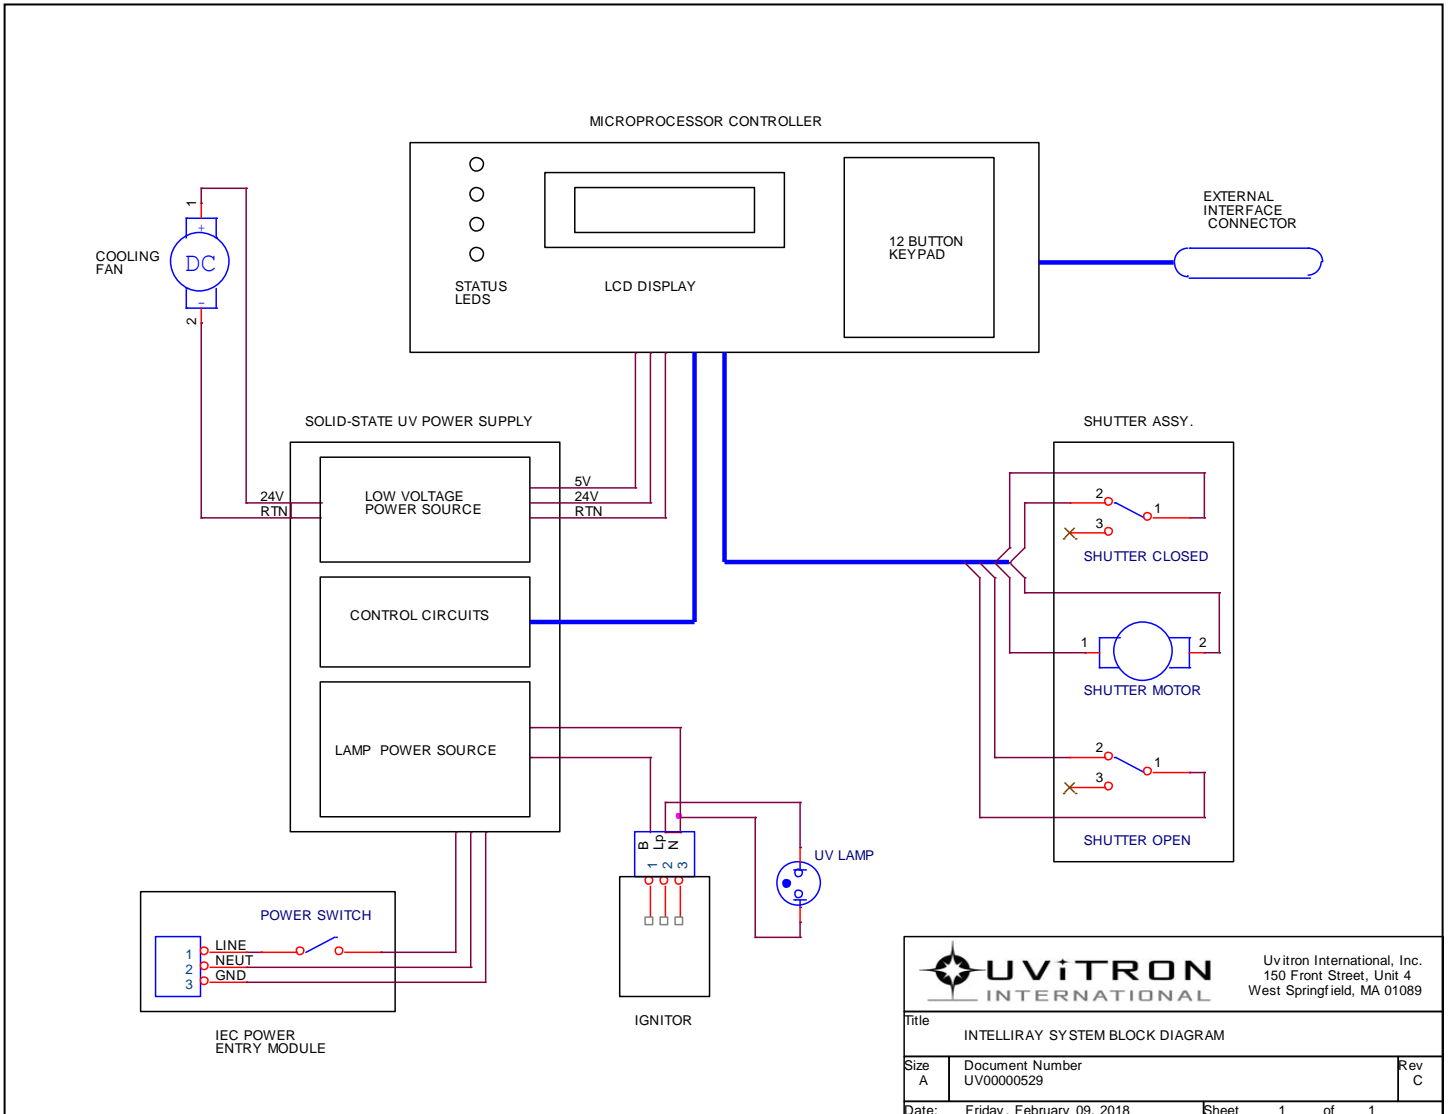 MICROPROCESSOR CONTROLLER
STATUS
LEDS
LCD DISPLAY
12 BUTTON
KEYPAD
EXTERNAL
INTERFACE
CONNECTOR
COOLING
FAN
1
+
DC
-
2
SOLID-STATE UV POWER SUPPLY
24V
RTN
LOW VOLTAGE
POWER SOURCE
5V
24V
RTN
CONTROL CIRCUITS
LAMP POWER SOURCE
SHUTTER ASSY.
2
1
3
SHUTTER CLOSED
1
2
SHUTTER MOTOR
2
1
3
SHUTTER OPEN
B
Lp
N
1
2
3
UV LAMP
IGNITOR
POWER SWITCH
1
LINE
2
NEUT
3
GND
IEC POWER
ENTRY MODULE
UViTRON
INTERNATIONAL
Uvitron International, Inc.
150 Front Street, Unit 4
West Springfield, MA 01089
Title
INTELLIRAY SYSTEM BLOCK DIAGRAM
Size
A
Document Number
UV00000529
Rev
C
Date:
Friday, February 09, 2018
Sheet 1 of 1